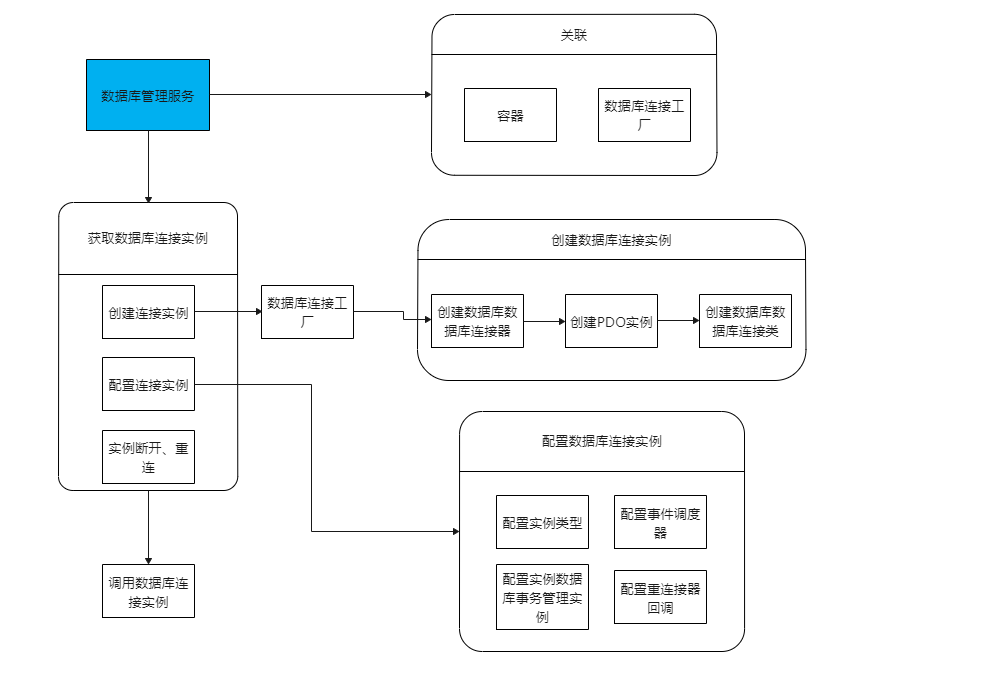 关联
数据库管理服务
容器
数据库连接工
厂
获取数据库连接实例
创建数据库连接实例
创建连接实例
数据库连接工
厂
创建数据库数
据库连接器
创建PDO实例
创建数据库数
据库连接类
配置连接实例
实例断开、重
连
配置数据库连接实例
配置实例类型
配置事件调度
器
配置实例数据
库事务管理实
例
配置重连接器
回调
调用数据库连
接实例